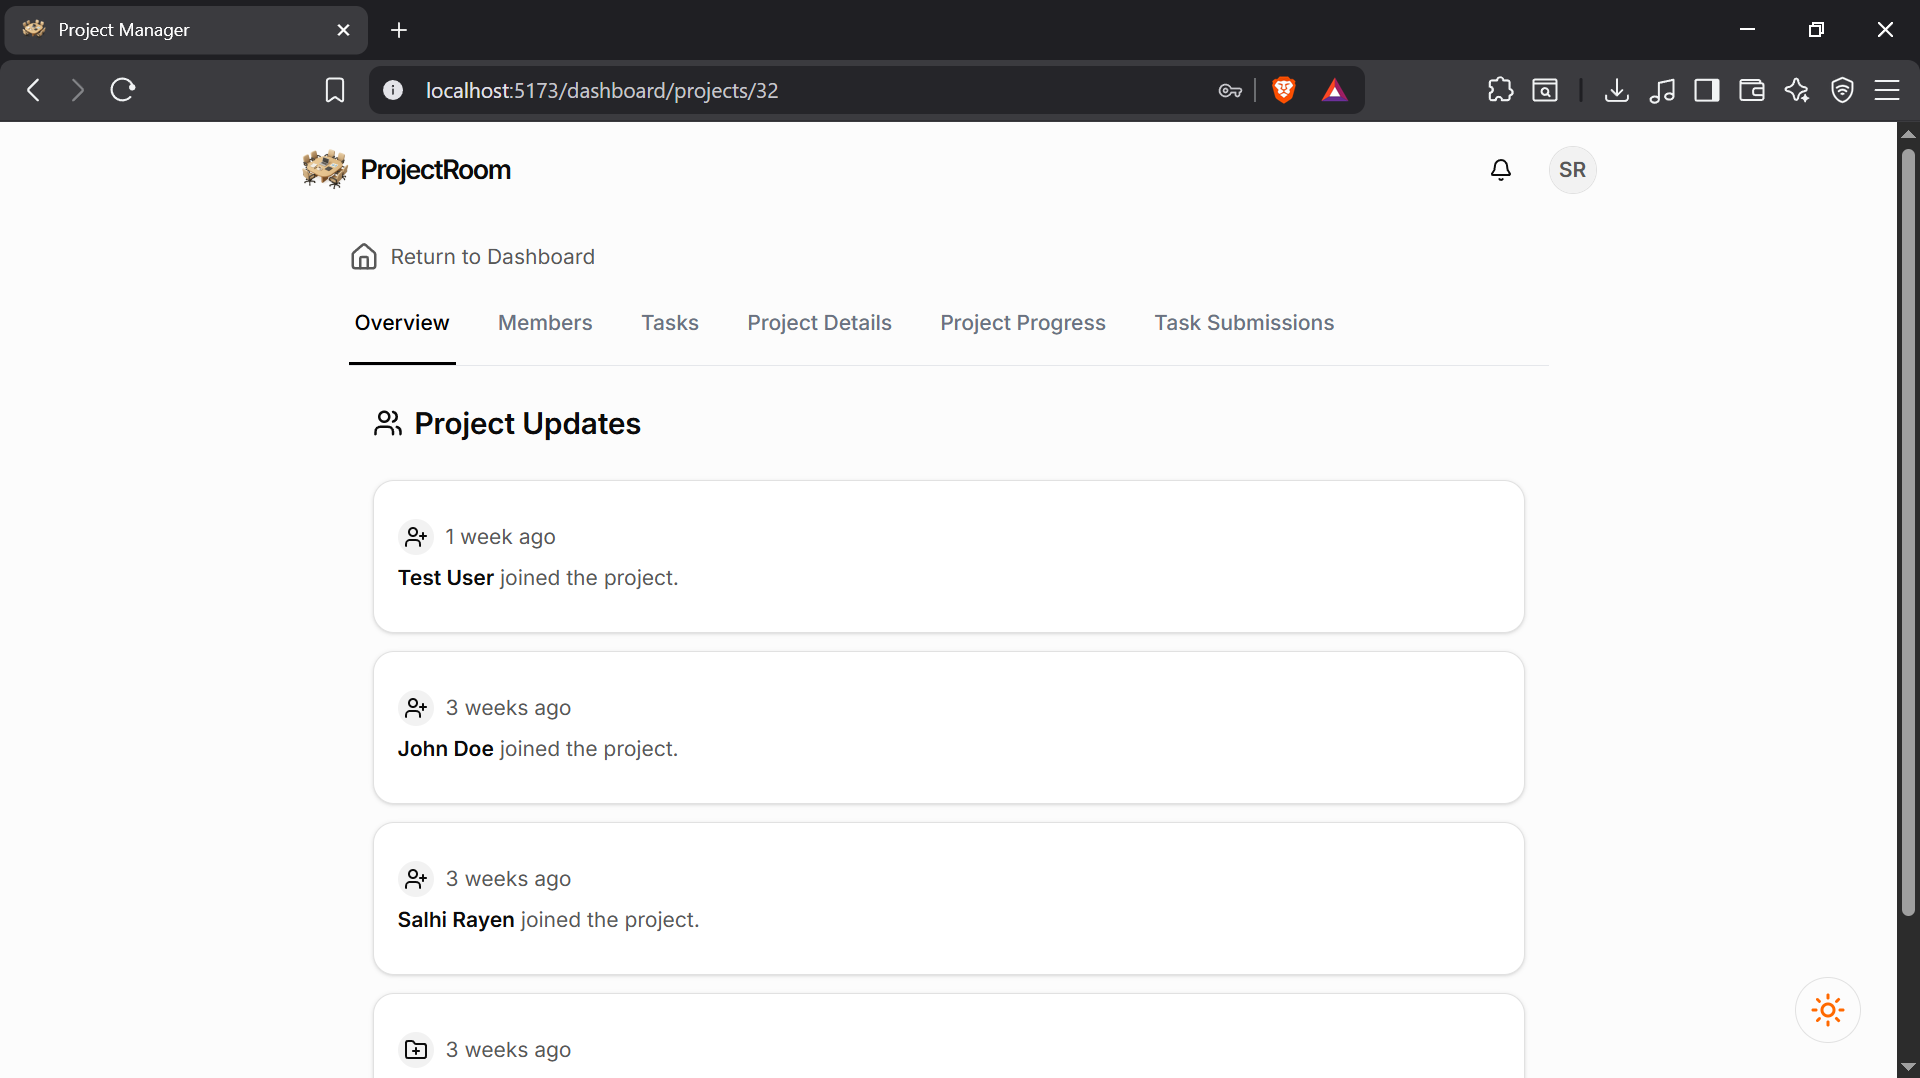 Project Manager
localhost:5173/dashboard/projects/32
ProjectRoom
SR
Return to Dashboard
Overview
Members
Tasks
Project Details
Project Progress
Task Submissions
Project Updates
1 week ago
Test User joined the project.
3 weeks ago
John Doe joined the project.
3 weeks ago
Salhi Rayen joined the project.
3 weeks ago